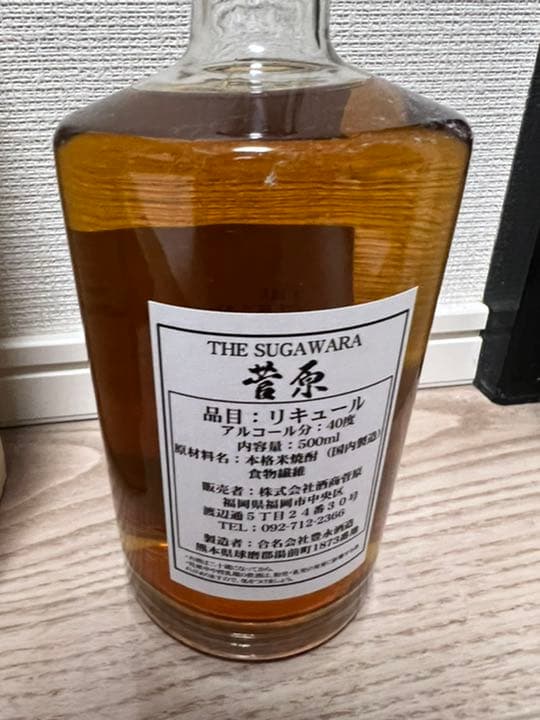 THE SUGAWARA
菅原
品目：リキュール
アルコール分：40度
内容量：500ml
原材料名：本格米焼酎（国内製造）
食物繊維
販売者：株式会社酒商菅原
福岡県福岡市中央区
渡辺通5丁目24番30号
TEL：092-712-2366
製造者：合名会社豊永酒造
熊本県球磨郡湯前町1873番地